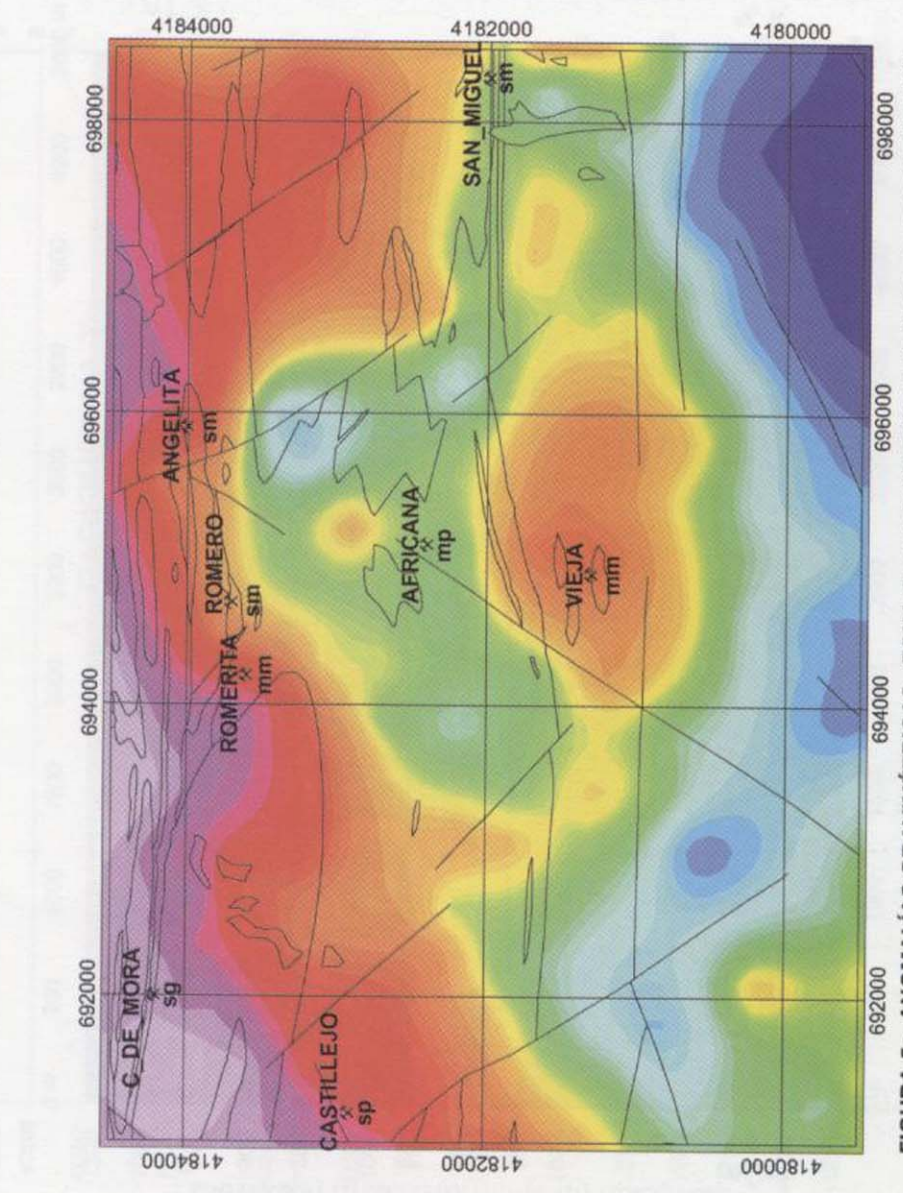 4184000
4182000
4180000
698000
698000
SAN_MIGUEL
sm
696000
696000
ANGELITA
sm
ROMERO
sm
AFRICANA
mp
VIEJA
mm
ROMERITA
mm
694000
694000
C_DE_MORA
sg
692000
692000
CASTILLEJO
sp
4184000
4182000
4180000